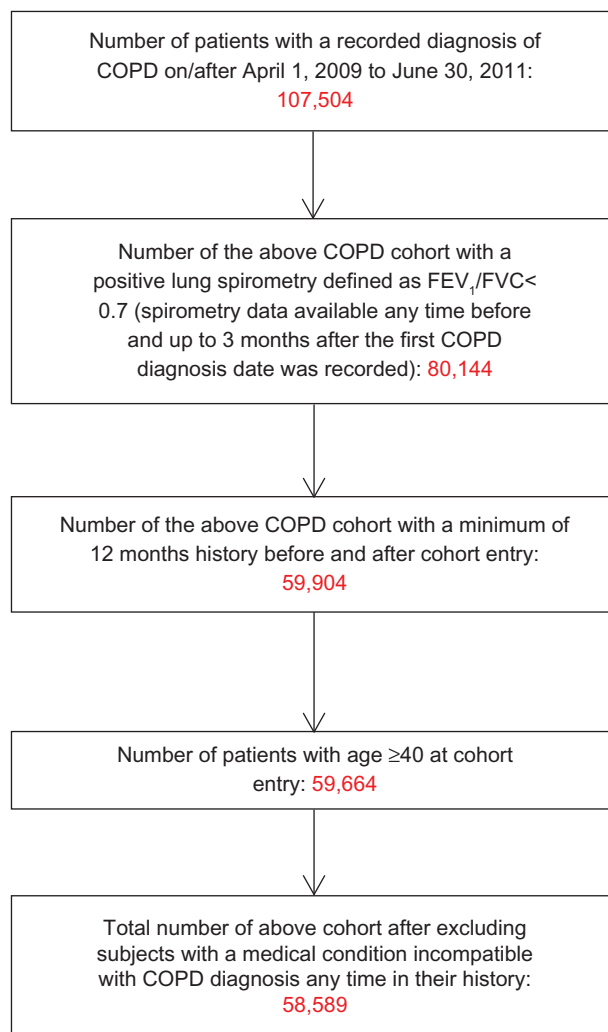 Number of patients with a recorded diagnosis of
COPD on/after April 1, 2009 to June 30, 2011:
107,504
Number of the above COPD cohort with a
positive lung spirometry defined as FEV₁/FVC<
0.7 (spirometry data available any time before
and up to 3 months after the first COPD
diagnosis date was recorded): 80,144
Number of the above COPD cohort with a minimum of
12 months history before and after cohort entry:
59,904
Number of patients with age ≥40 at cohort
entry: 59,664
Total number of above cohort after excluding
subjects with a medical condition incompatible
with COPD diagnosis any time in their history:
58,589